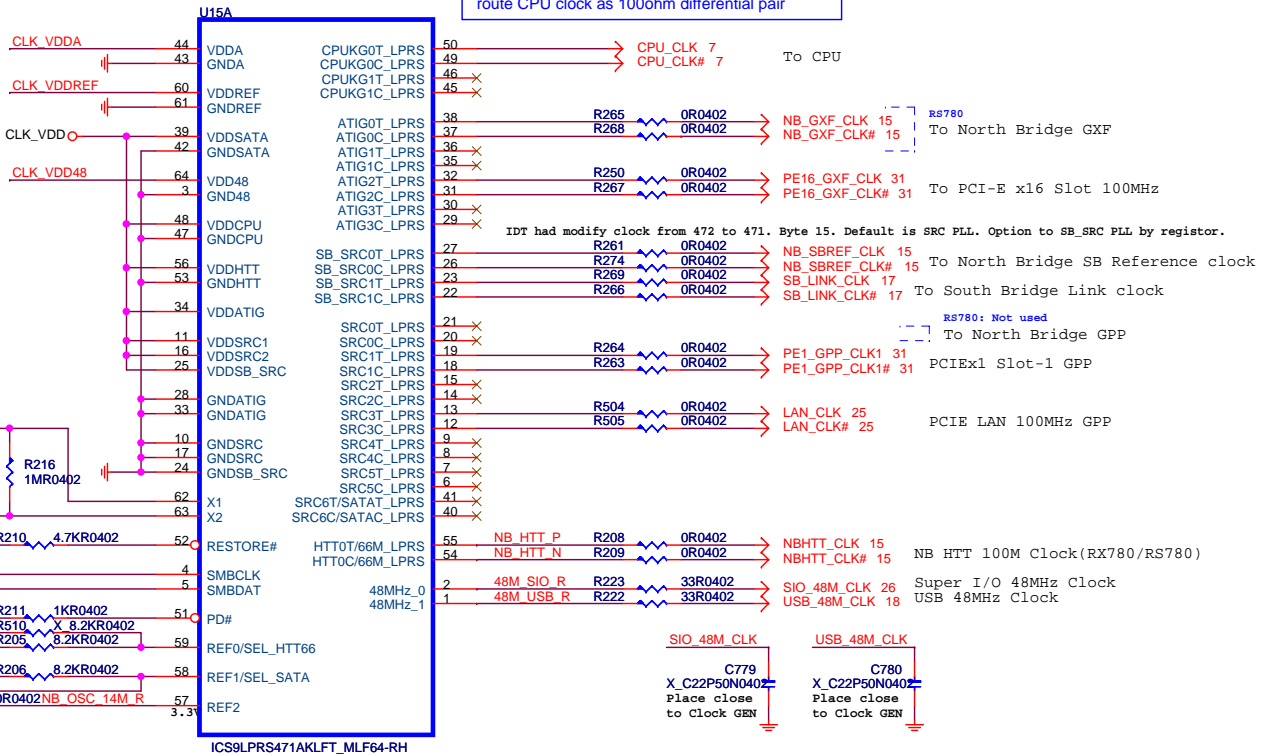 route CPU clock as 100ohm differential pair
U15A
CLK_VDDA 44 VDDA CPUKG0T_LPRS 50 CPU_CLK 7
43 GNDA CPUKG0C_LPRS 49 CPU_CLK# 7 To CPU
CPUKG1T_LPRS 46
CLK_VDDREF 60 VDDREF CPUKG1C_LPRS 45
61 GNDREF
ATIG0T_LPRS 38 R265 0R0402 NB_GXF_CLK 15 RS780
CLK_VDD 39 VDDSATA ATIG0C_LPRS 37 R268 0R0402 NB_GXF_CLK# 15 To North Bridge GXF
42 GNDSATA ATIG1T_LPRS 36
ATIG1C_LPRS 35
CLK_VDD48 64 VDD48 ATIG2T_LPRS 32 R250 0R0402 PE16_GXF_CLK 31
3 GND48 ATIG2C_LPRS 31 R267 0R0402 PE16_GXF_CLK# 31 To PCI-E x16 Slot 100MHz
ATIG3T_LPRS 30
48 VDDCPU ATIG3C_LPRS 29
47 GNDCPU
IDT had modify clock from 472 to 471. Byte 15. Default is SRC PLL. Option to SB_SRC PLL by registor.
SB_SRC0T_LPRS 27 R261 0R0402 NB_SBREF_CLK 15
56 VDDHTT SB_SRC0C_LPRS 26 R274 0R0402 NB_SBREF_CLK# 15 To North Bridge SB Reference clock
53 GNDHTT SB_SRC1T_LPRS 23 R269 0R0402 SB_LINK_CLK 17
SB_SRC1C_LPRS 22 R266 0R0402 SB_LINK_CLK# 17 To South Bridge Link clock
34 VDDATIG
RS780: Not used
SRC0T_LPRS 21 To North Bridge GPP
11 VDDSRC1 SRC0C_LPRS 20
16 VDDSRC2 SRC1T_LPRS 19 R264 0R0402 PE1_GPP_CLK1 31
25 VDDSB_SRC SRC1C_LPRS 18 R263 0R0402 PE1_GPP_CLK1# 31 PCIEx1 Slot-1 GPP
SRC2T_LPRS 15
28 GNDATIG SRC2C_LPRS 14
33 GNDATIG SRC3T_LPRS 13 R504 0R0402 LAN_CLK 25
SRC3C_LPRS 12 R505 0R0402 LAN_CLK# 25 PCIE LAN 100MHz GPP
10 GNDSRC SRC4T_LPRS 9
17 GNDSRC SRC4C_LPRS 8
24 GNDSB_SRC SRC5T_LPRS 7
SRC5C_LPRS 6
R216
1MR0402
62 X1 SRC6T/SATAT_LPRS 41
63 X2 SRC6C/SATAC_LPRS 40
R210 4.7KR0402 52 RESTORE# HTT0T/66M_LPRS 55 NB_HTT_P R208 0R0402 NBHTT_CLK 15
HTT0C/66M_LPRS 54 NB_HTT_N R209 0R0402 NBHTT_CLK# 15 NB HTT 100M Clock(RX780/RS780)
4 SMBCLK
5 SMBDAT 48MHz_0 2 48M_SIO_R R223 33R0402 SIO_48M_CLK 26 Super I/O 48MHz Clock
48MHz_1 1 48M_USB_R R222 33R0402 USB_48M_CLK 18 USB 48MHz Clock
R211 1KR0402 51 PD#
R510 X_8.2KR0402
R205 8.2KR0402 59 REF0/SEL_HTT66
R206 8.2KR0402 58 REF1/SEL_SATA
0R0402 NB_OSC_14M_R 57 REF2
3.3V
SIO_48M_CLK USB_48M_CLK
C779 C780
X_C22P50N0402 X_C22P50N0402
Place close Place close
to Clock GEN to Clock GEN
ICS9LPRS471AKLFT_MLF64-RH